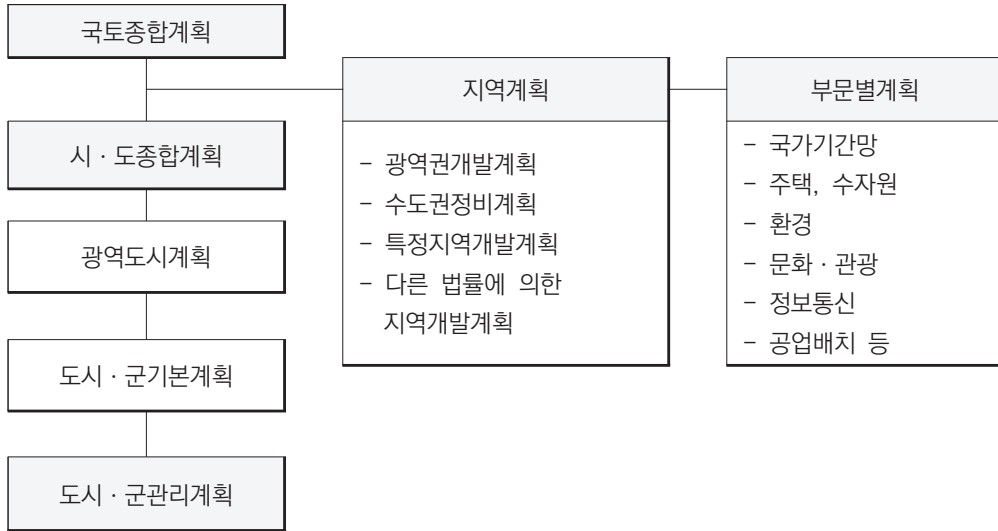 국토종합계획
시 · 도종합계획
광역도시계획
도시 · 군기본계획
도시 · 군관리계획
지역계획
- 광역권개발계획
- 수도권정비계획
- 특정지역개발계획
- 다른 법률에 의한
지역개발계획
부문별계획
- 국가기간망
- 주택, 수자원
- 환경
- 문화 · 관광
- 정보통신
- 공업배치 등